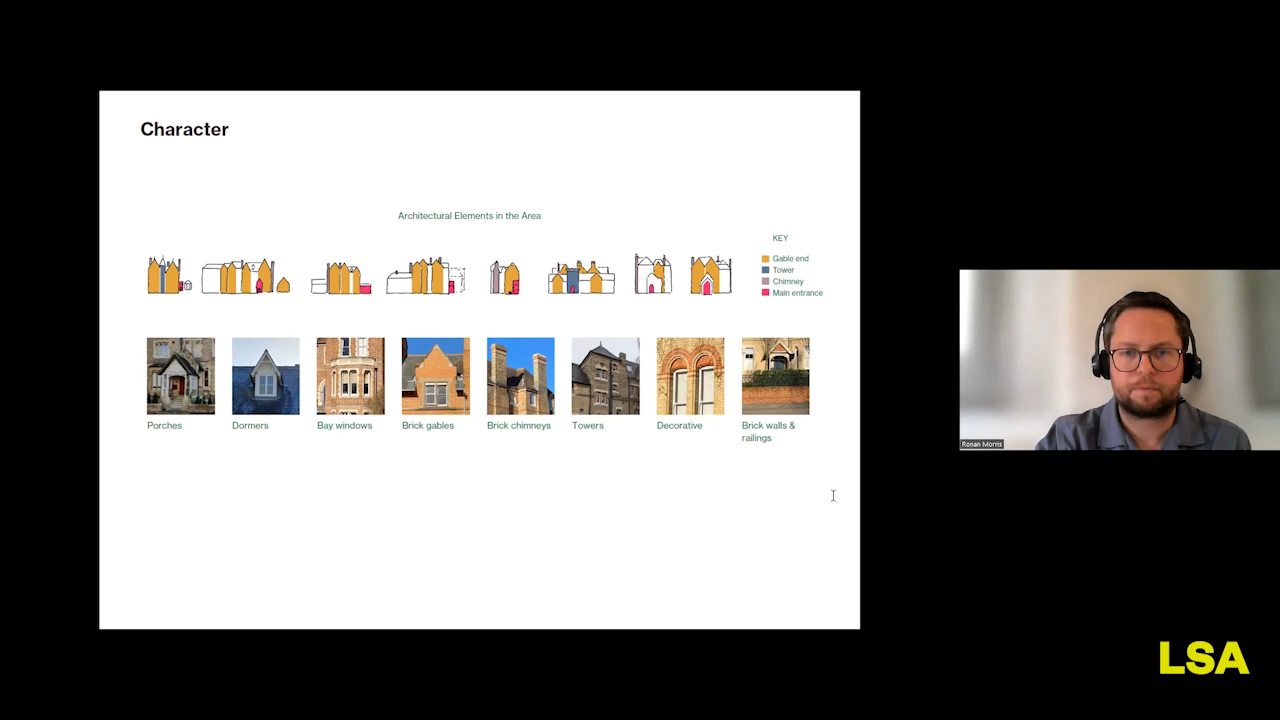 Character
Architectural Elements in the Area
KEY
Gable end
Tower
Chimney
Main entrance
Porches
Dormers
Bay windows
Brick gables
Brick chimneys
Towers
Decorative
Brick walls &
railings
Ronan Morris
LSA